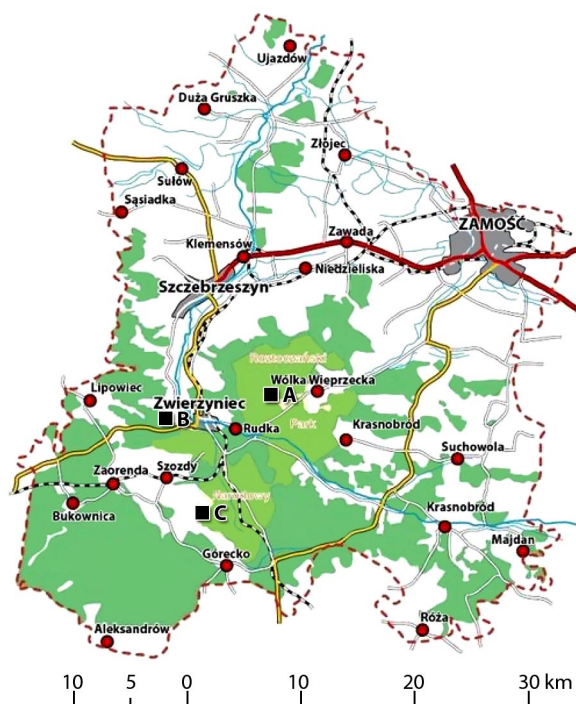 Ujazdów
Duża Gruszka
Złojec
Sułów
Sąsiadka
ZAMOŚĆ
Zawada
Klemensów
Niedzieliska
Szczebrzeszyn
Roztoczański
Wólka Wieprzecka
A
Lipowiec
Zwierzyniec
B
Park
Krasnobród
Rudka
Suchowola
Zaorenda
Szozdy
Narodowy
Bukownica
C
Krasnobród
Majdan
Górecko
Róża
Aleksandrów
10 5 0 10 20 30 km